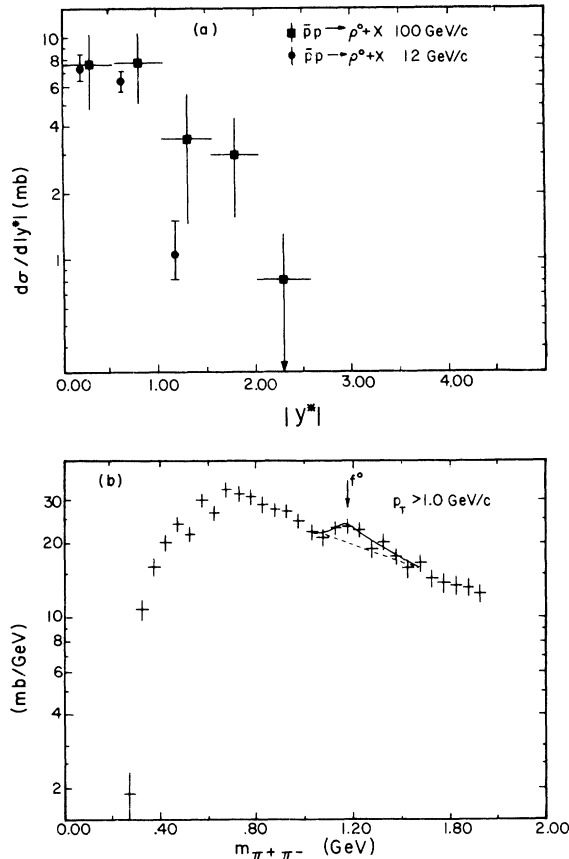 (a)
p̄p → ρ° + X 100 GeV/c
p̄p → ρ° + X 12 GeV/c
dσ/d|y*| (mb)
10
8
6
4
2
1
0.00 1.00 2.00 3.00 4.00
|y*|
(b)
f°
p_T > 1.0 GeV/c
(mb/GeV)
30
20
10
8
6
4
2
0.00 .40 .80 1.20 1.80 2.00
m_π+π- (GeV)